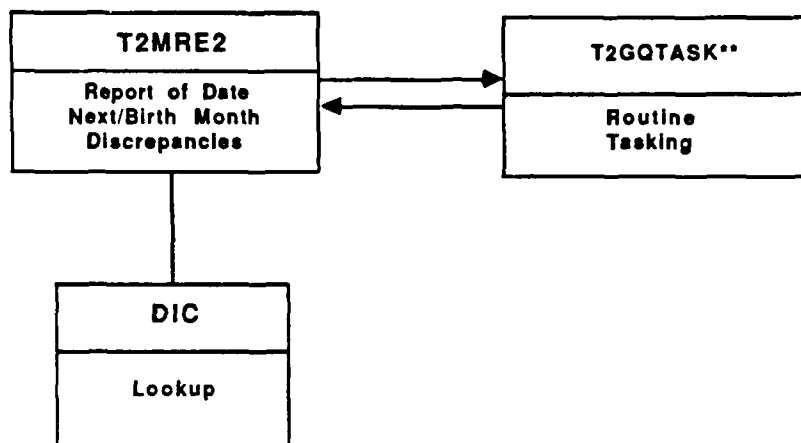 T2MRE2
Report of Date
Next/Birth Month
Discrepancies
T2GQTASK**
Routine
Tasking
DIC
Lookup